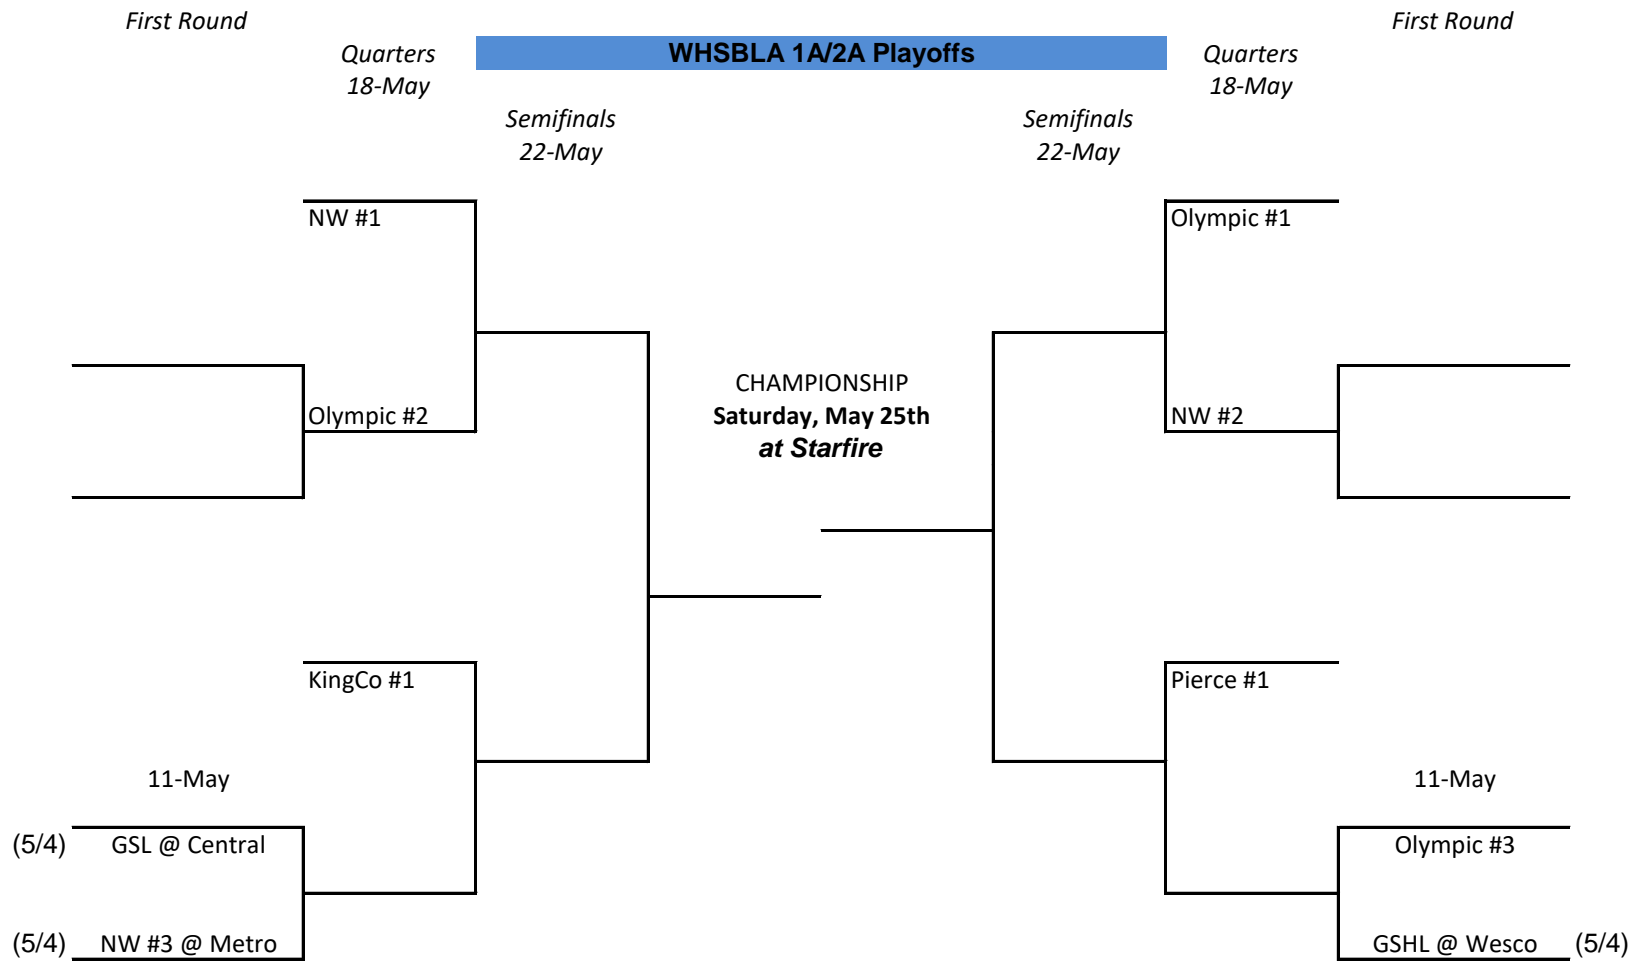 First Round
First Round
Quarters
WHSBLA 1A/2A Playoffs
Quarters
18-May
18-May
Semifinals
Semifinals
22-May
22-May
NW #1
Olympic #1
CHAMPIONSHIP
Olympic #2
Saturday, May 25th
NW #2
at Starfire
KingCo #1
Pierce #1
11-May
11-May
(5/4) GSL @ Central
Olympic #3
(5/4) NW #3 @ Metro
GSHL @ Wesco (5/4)